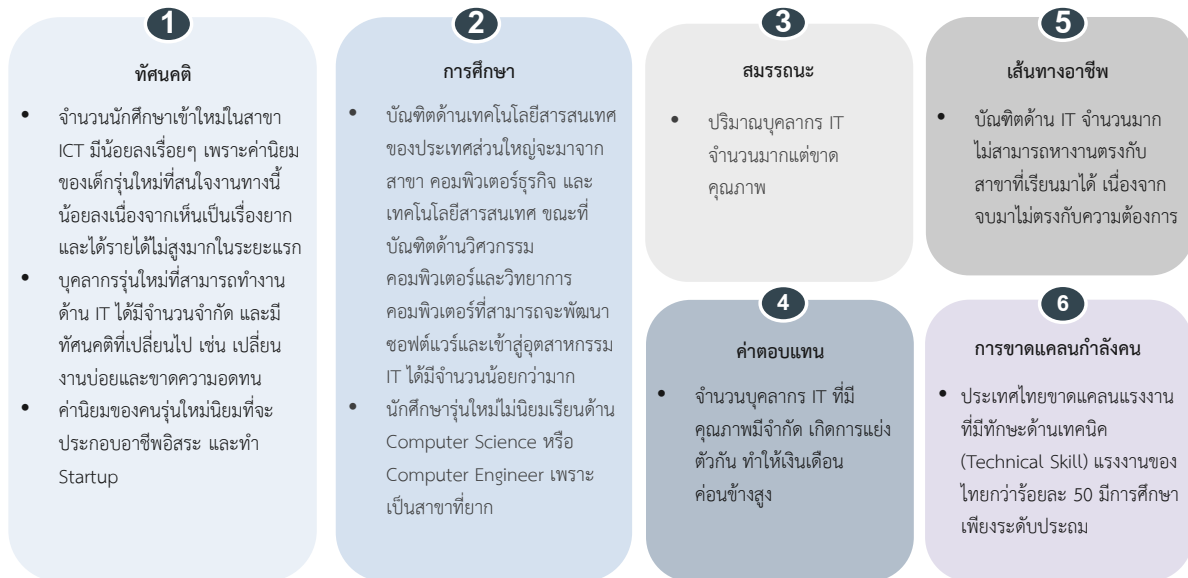 1
ทัศนคติ
• จำนวนนักศึกษาเข้าใหม่ในสาขา
ICT มีน้อยลงเรื่อยๆ เพราะค่านิยม
ของเด็กรุ่นใหม่ที่สนใจงานทางนี้
น้อยลงเนื่องจากเห็นเป็นเรื่องยาก
และได้รายได้ไม่สูงมากในระยะแรก
• บุคลากรรุ่นใหม่ที่สามารถทำงาน
ด้าน IT ได้มีจำนวนจำกัด และมี
ทัศนคติที่เปลี่ยนไป เช่น เปลี่ยน
งานบ่อยและขาดความอดทน
• ค่านิยมของคนรุ่นใหม่นิยมที่จะ
ประกอบอาชีพอิสระ และทำ
Startup
2
การศึกษา
• บัณฑิตด้านเทคโนโลยีสารสนเทศ
ของประเทศส่วนใหญ่จะมาจาก
สาขา คอมพิวเตอร์ธุรกิจ และ
เทคโนโลยีสารสนเทศ ขณะที่
บัณฑิตด้านวิศวกรรม
คอมพิวเตอร์และวิทยาการ
คอมพิวเตอร์ที่สามารถจะพัฒนา
ซอฟต์แวร์และเข้าสู่อุตสาหกรรม
IT ได้มีจำนวนน้อยกว่ามาก
• นักศึกษารุ่นใหม่ไม่นิยมเรียนด้าน
Computer Science หรือ
Computer Engineer เพราะ
เป็นสาขาที่ยาก
3
สมรรถนะ
• ปริมาณบุคลากร IT
จำนวนมากแต่ขาด
คุณภาพ
4
ค่าตอบแทน
• จำนวนบุคลากร IT ที่มี
คุณภาพมีจำกัด เกิดการแย่ง
ตัวกัน ทำให้เงินเดือน
ค่อนข้างสูง
5
เส้นทางอาชีพ
• บัณฑิตด้าน IT จำนวนมาก
ไม่สามารถหางานตรงกับ
สาขาที่เรียนมาได้ เนื่องจาก
จบมาไม่ตรงกับความต้องการ
6
การขาดแคลนกำลังคน
• ประเทศไทยขาดแคลนแรงงาน
ที่มีทักษะด้านเทคนิค
(Technical Skill) แรงงานของ
ไทยกว่าร้อยละ 50 มีการศึกษา
เพียงระดับประถม